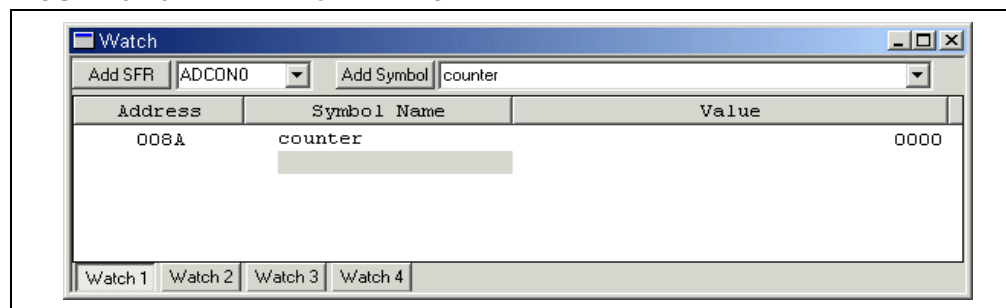 Watch
Add SFR ADCON0 Add Symbol counter
Address Symbol Name Value
008A counter 0000
Watch 1 Watch 2 Watch 3 Watch 4